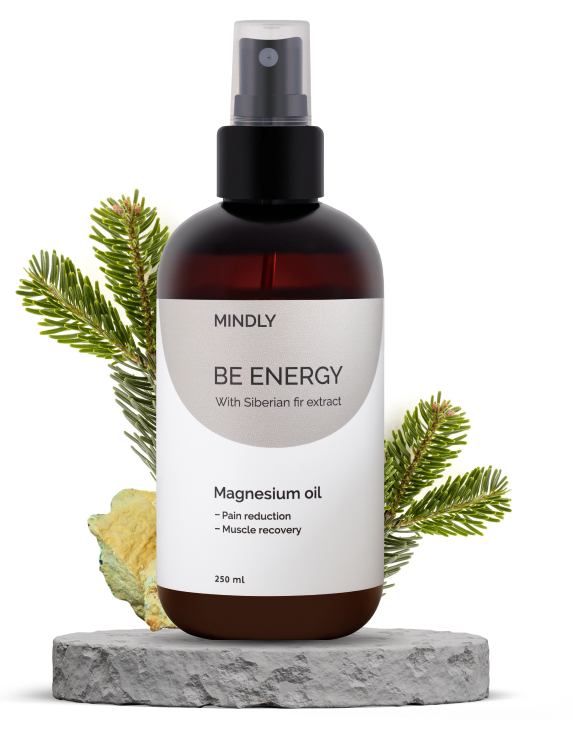 MINDLY
BE ENERGY
With Siberian fir extract
Magnesium oil
– Pain reduction
– Muscle recovery
250 ml